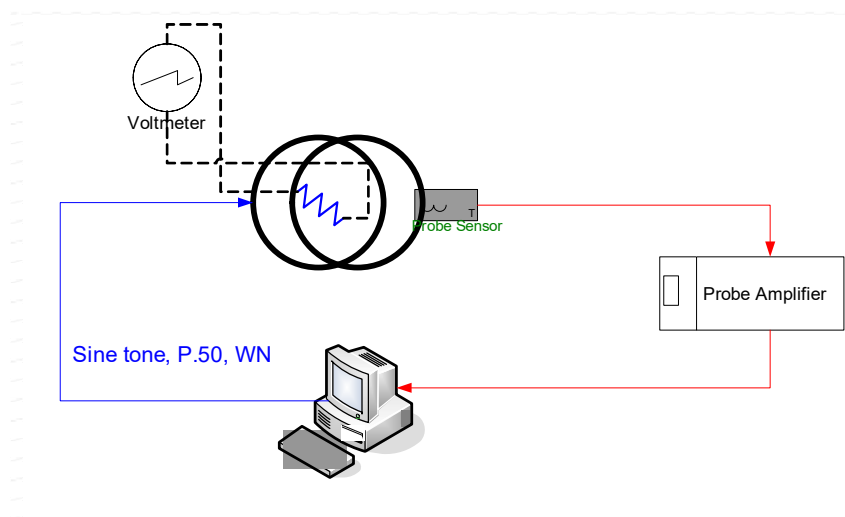 Voltmeter
T
Probe Sensor
Probe Amplifier
Sine tone, P.50, WN